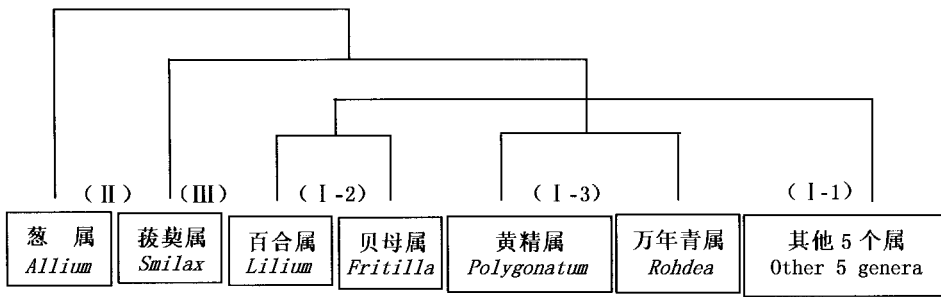 (Ⅱ) (Ⅲ) (Ⅰ-2) (Ⅰ-3) (Ⅰ-1)
葱 属
Allium
菝葜属
Smilax
百合属
Lilium
贝母属
Fritilla
黄精属
Polygonatum
万年青属
Rohdea
其他 5 个属
Other 5 genera